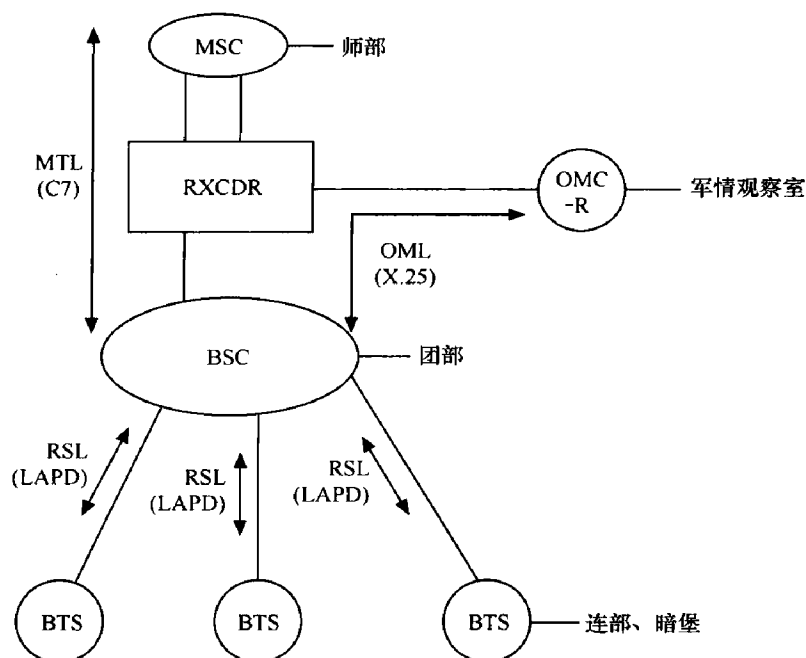 MSC
师部
MTL
(C7)
RXCDR
OMC
-R
军情观察室
OML
(X.25)
BSC
团部
RSL
(LAPD)
RSL
(LAPD)
RSL
(LAPD)
BTS
BTS
BTS
连部、暗堡